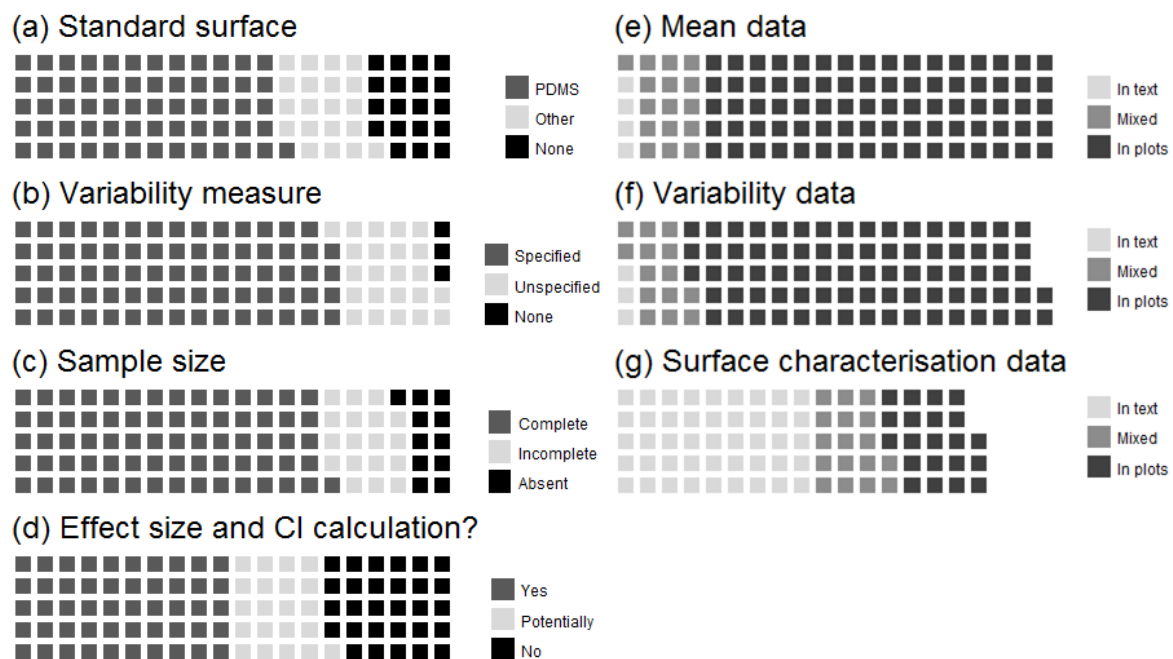 (a) Standard surface
PDMS
Other
None
(b) Variability measure
Specified
Unspecified
None
(c) Sample size
Complete
Incomplete
Absent
(d) Effect size and CI calculation?
Yes
Potentially
No
(e) Mean data
In text
Mixed
In plots
(f) Variability data
In text
Mixed
In plots
(g) Surface characterisation data
In text
Mixed
In plots